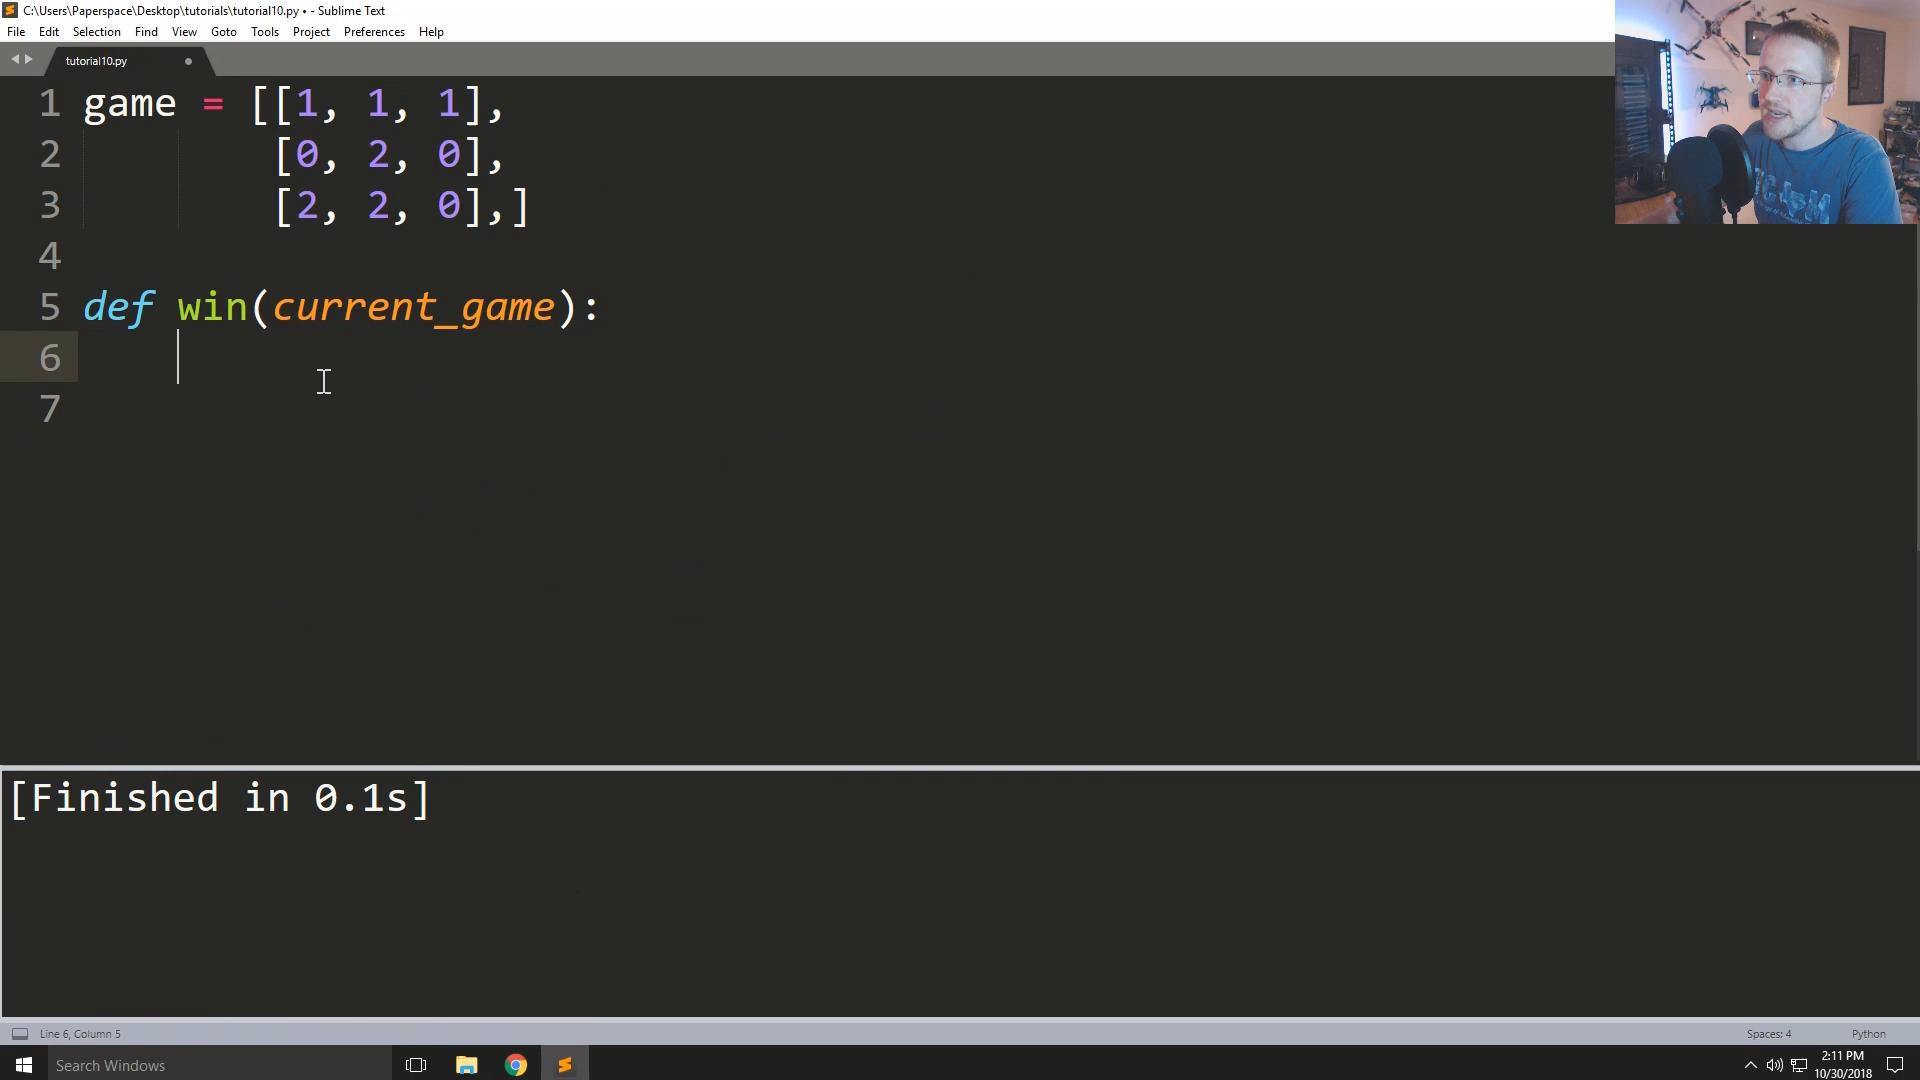 C:\Users\Paperspace\Desktop\tutorials\tutorial10.py • - Sublime Text
File Edit Selection Find View Goto Tools Project Preferences Help
tutorial10.py
1 game = [[1, 1, 1],
2 [0, 2, 0],
3 [2, 2, 0],]
4
5 def win(current_game):
6
7
[Finished in 0.1s]
Line 6, Column 5
Spaces: 4
Python
Search Windows
2:11 PM
10/30/2018